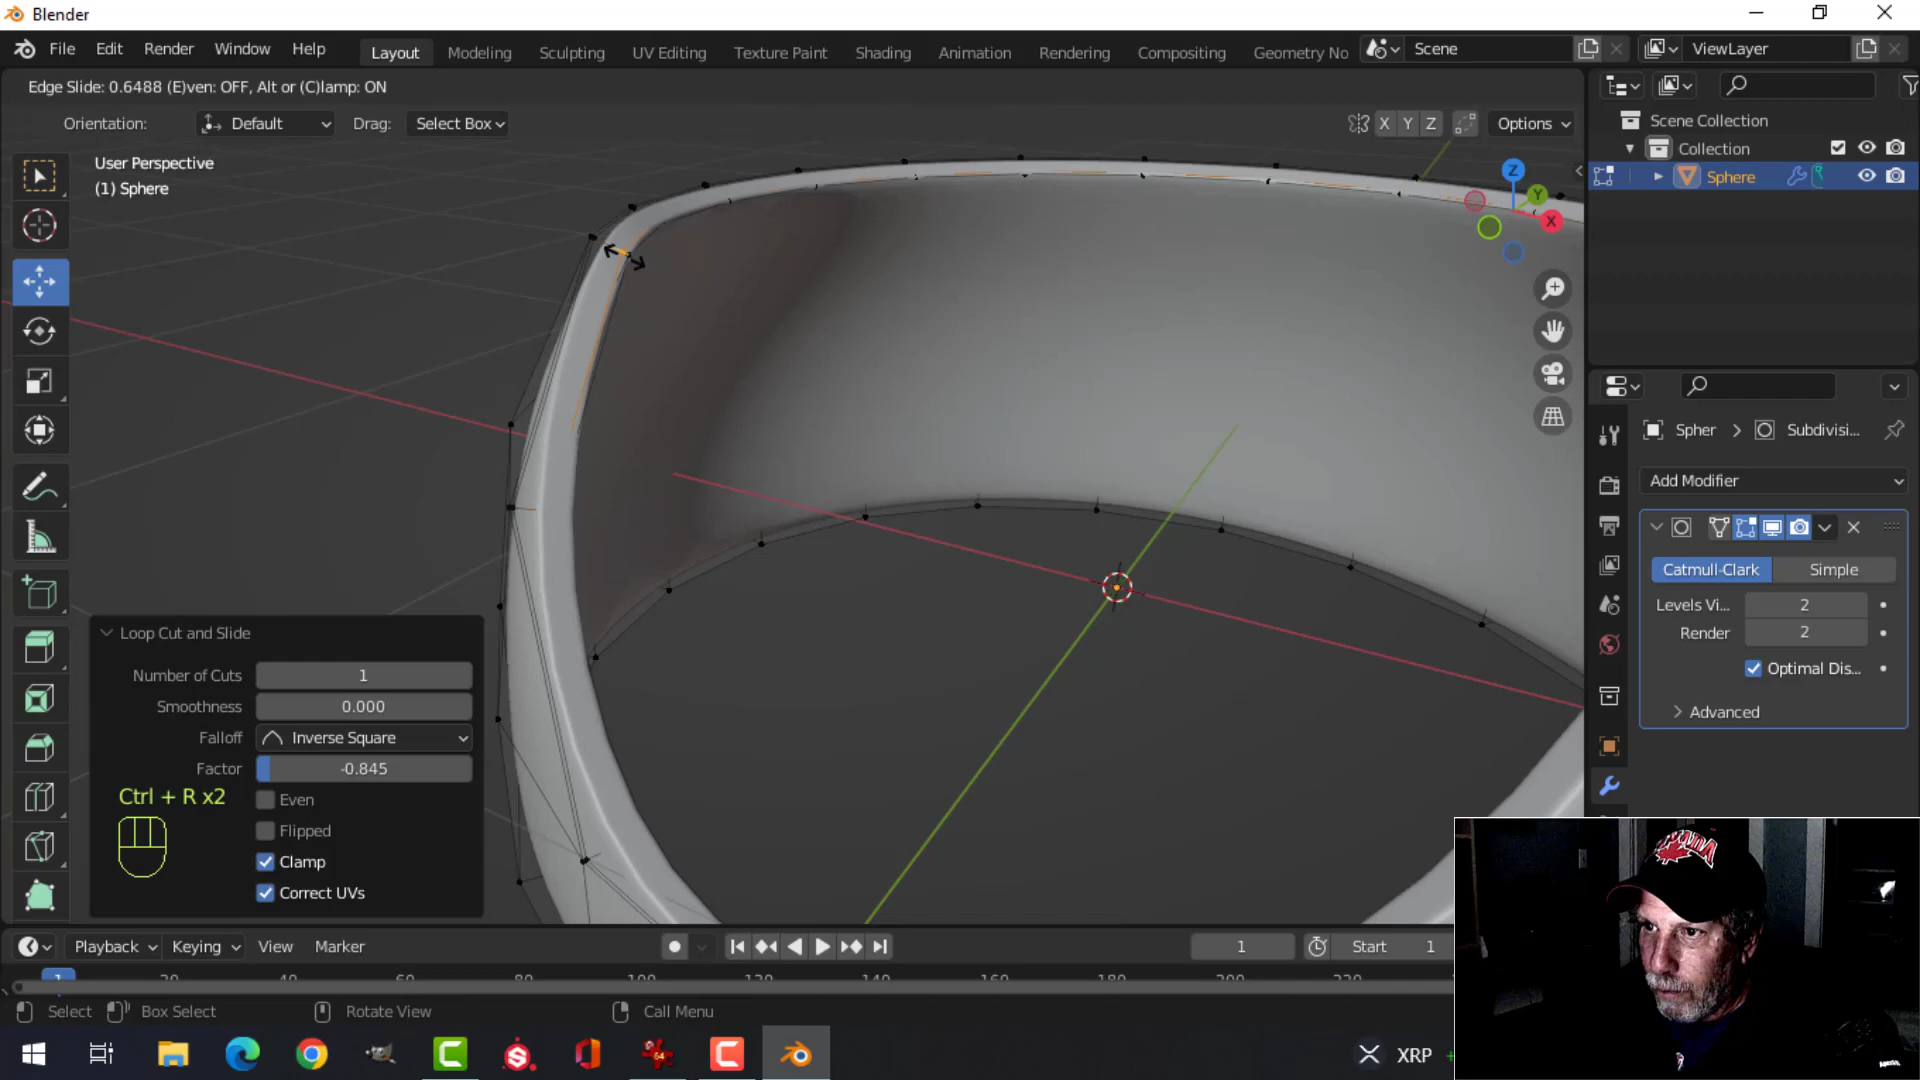 Blender
File Edit Render Window Help Layout Modeling Sculpting UV Editing Texture Paint Shading Animation Rendering Compositing Geometry No Scene ViewLayer
Edge Slide: 0.6488 (E)ven: OFF, Alt or (C)lamp: ON
Orientation: Default Drag: Select Box X Y Z Options
User Perspective
(1) Sphere
Z
Y
X
Scene Collection
Collection
Sphere
Spher > Subdivisi...
Add Modifier
Catmull-Clark Simple
Levels Vi... 2
Render 2
Optimal Dis...
Advanced
Loop Cut and Slide
Number of Cuts 1
Smoothness 0.000
Falloff Inverse Square
Factor -0.845
Even
Flipped
Clamp
Correct UVs
Ctrl + R x2
Playback Keying View Marker 1 Start 1
Select Box Select Rotate View Call Menu
XRP